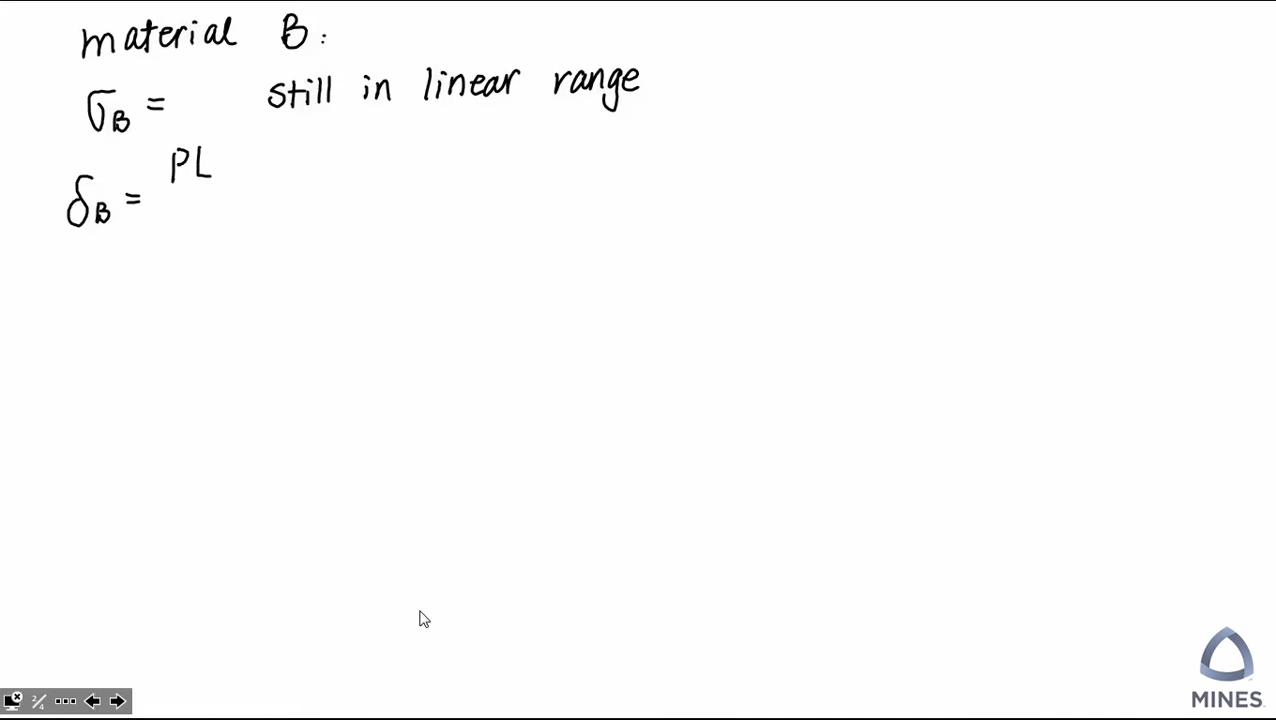 material B:
σB = still in linear range
δB = PL
MINES